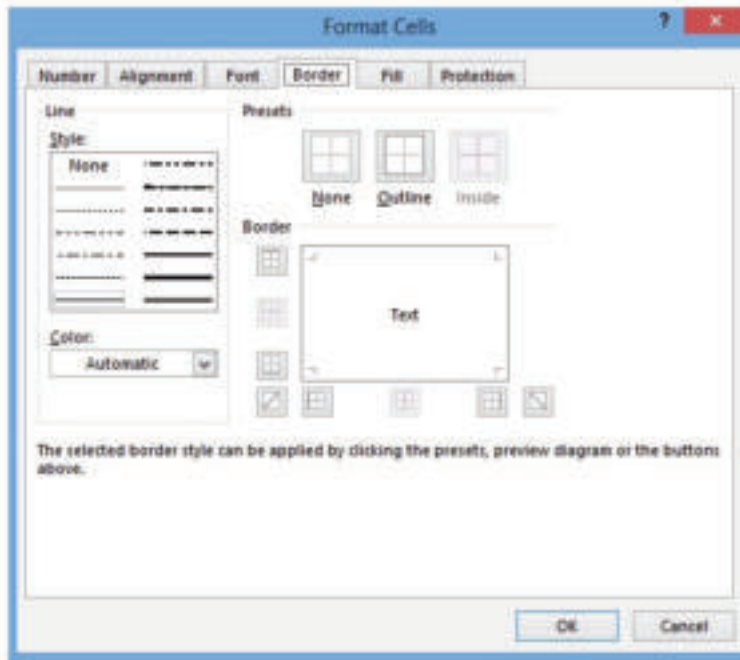 Format Cells
?
Number Alignment Font Border Fill Protection
Line
Style:
None
Color:
Automatic
Presets
None Outline Inside
Border
Text
The selected border style can be applied by clicking the presets, preview diagram or the buttons
above.
OK Cancel